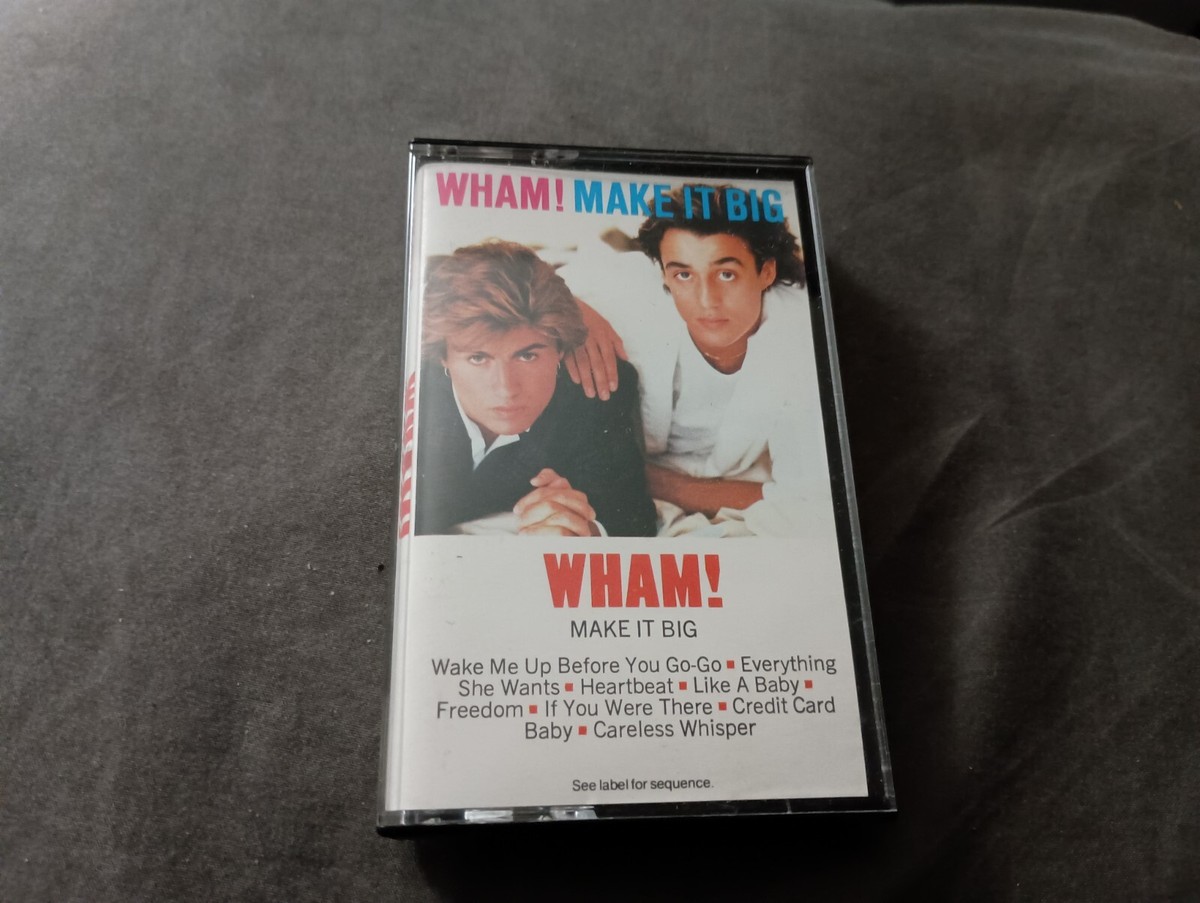 WHAM! MAKE IT BIG
WHAM!
MAKE IT BIG
Wake Me Up Before You Go-Go ▪ Everything
She Wants ▪ Heartbeat ▪ Like A Baby ▪
Freedom ▪ If You Were There ▪ Credit Card
Baby ▪ Careless Whisper
See label for sequence.